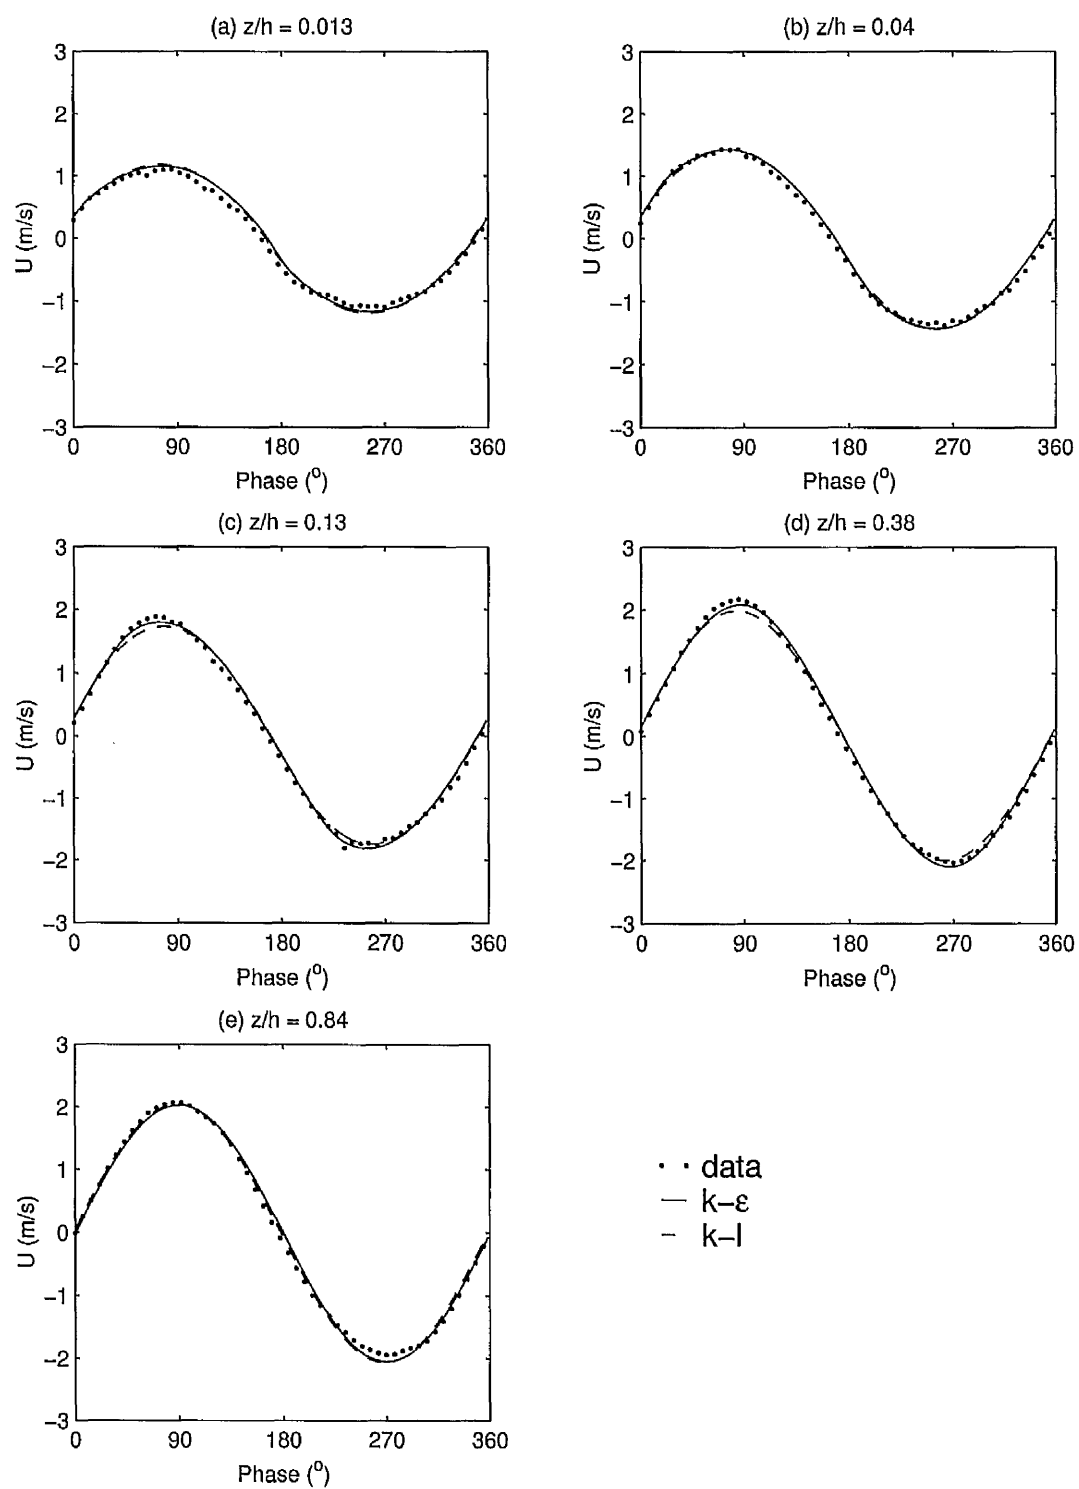 (a) z/h = 0.013
3
2
1
0
−1
−2
−3
U (m/s)
0 90 180 270 360
Phase (o)
(b) z/h = 0.04
3
2
1
0
−1
−2
−3
U (m/s)
0 90 180 270 360
Phase (o)
(c) z/h = 0.13
3
2
1
0
−1
−2
−3
U (m/s)
0 90 180 270 360
Phase (o)
(d) z/h = 0.38
3
2
1
0
−1
−2
−3
U (m/s)
0 90 180 270 360
Phase (o)
(e) z/h = 0.84
3
2
1
0
−1
−2
−3
U (m/s)
0 90 180 270 360
Phase (o)
data
k−ε
k−l